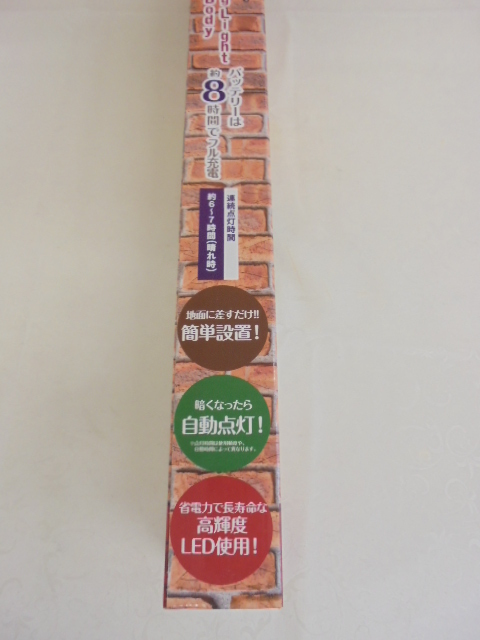 Light
Body
バッテリーは
約8時間でフル充電
連続点灯時間
約6～7時間(晴れ時)
地面に差すだけ!!
簡単設置!
暗くなったら
自動点灯!
省電力で長寿命な
高輝度
LED使用!